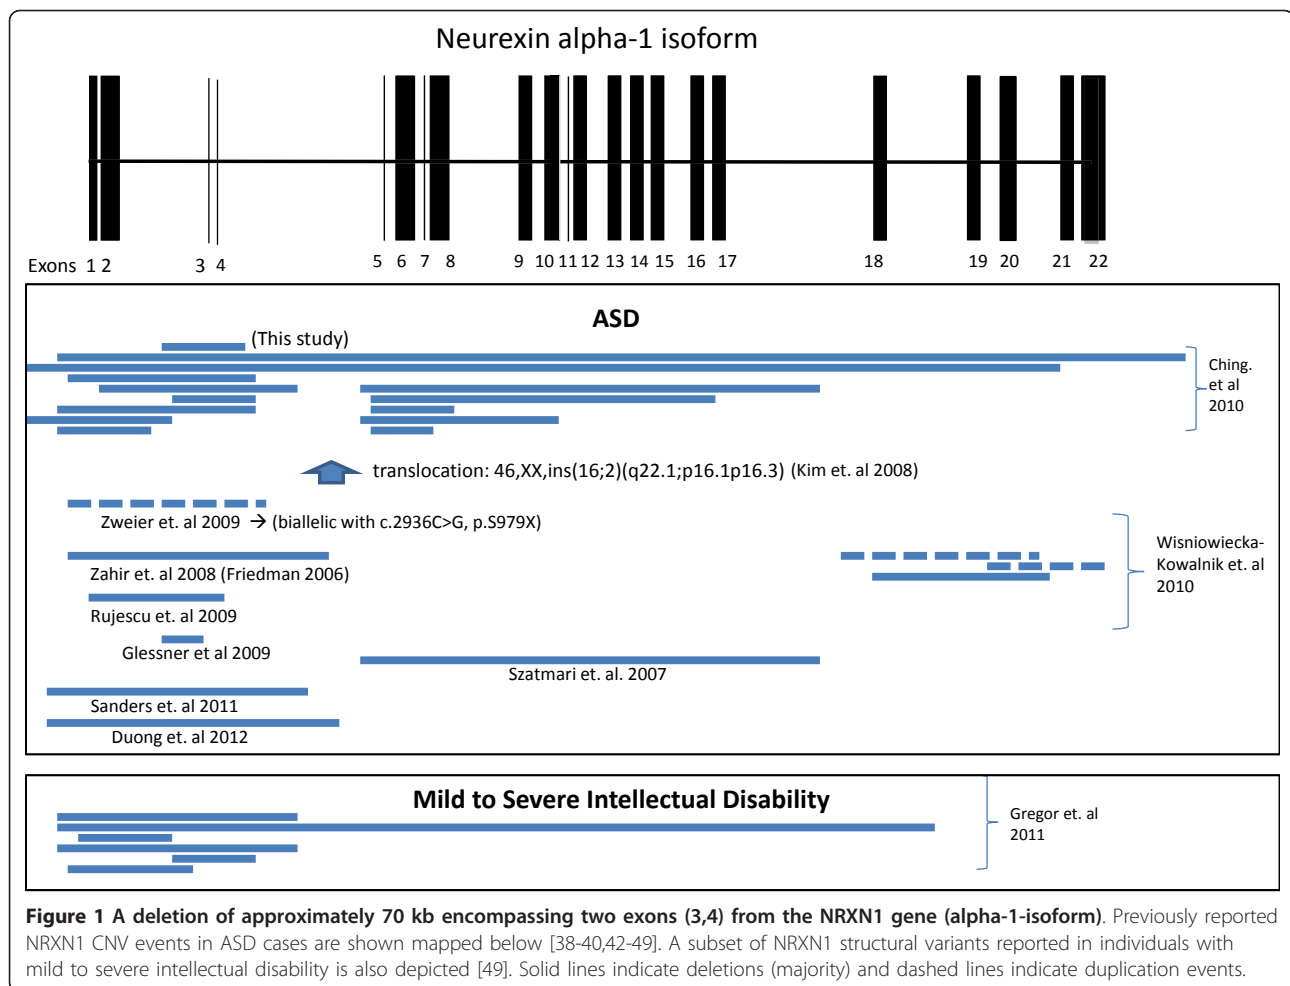 Neurexin alpha-1 isoform
Exons 1 2 3 4 5 6 7 8 9 10 11 12 13 14 15 16 17 18 19 20 21 22
ASD
(This study)
Ching.
et al
2010
translocation: 46,XX,ins(16;2)(q22.1;p16.1p16.3) (Kim et. al 2008)
Zweier et. al 2009 → (biallelic with c.2936C>G, p.S979X)
Wisniowiecka-
Kowalnik et. al
2010
Zahir et. al 2008 (Friedman 2006)
Rujescu et. al 2009
Glessner et al 2009
Szatmari et. al. 2007
Sanders et. al 2011
Duong et. al 2012
Mild to Severe Intellectual Disability
Gregor et. al
2011
Figure 1 A deletion of approximately 70 kb encompassing two exons (3,4) from the NRXN1 gene (alpha-1-isoform). Previously reported
NRXN1 CNV events in ASD cases are shown mapped below [38-40,42-49]. A subset of NRXN1 structural variants reported in individuals with
mild to severe intellectual disability is also depicted [49]. Solid lines indicate deletions (majority) and dashed lines indicate duplication events.